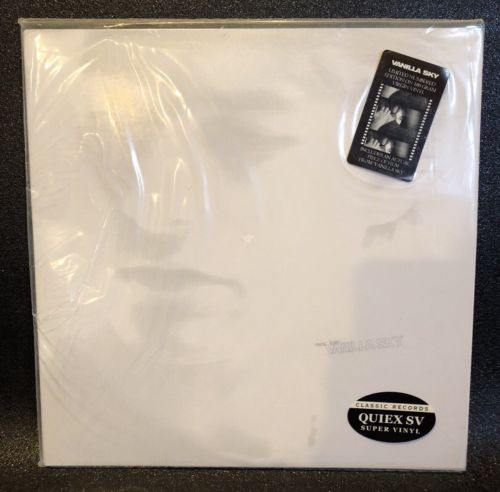 VANILLA SKY
LIMITED NUMBERED
EDITION ON 180 GRAM
VIRGIN VINYL
INCLUDES AN ACTUAL
PIECE OF FILM
FROM "VANILLA SKY"
VANILLA SKY
CLASSIC RECORDS
QUIEX SV
SUPER VINYL